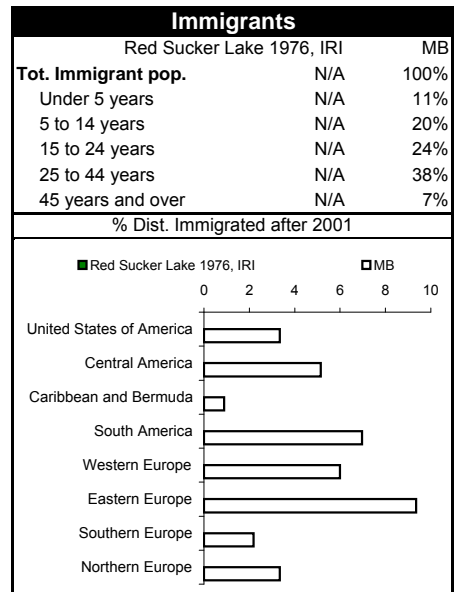 Immigrants
Red Sucker Lake 1976, IRI MB
Tot. Immigrant pop. N/A 100%
Under 5 years N/A 11%
5 to 14 years N/A 20%
15 to 24 years N/A 24%
25 to 44 years N/A 38%
45 years and over N/A 7%
% Dist. Immigrated after 2001
Red Sucker Lake 1976, IRI MB
0 2 4 6 8 10
United States of America
Central America
Caribbean and Bermuda
South America
Western Europe
Eastern Europe
Southern Europe
Northern Europe